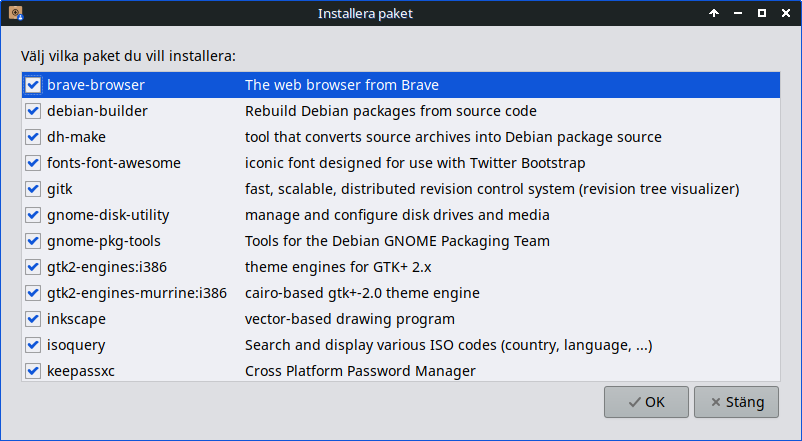 Installera paket
Välj vilka paket du vill installera:
brave-browser The web browser from Brave
debian-builder Rebuild Debian packages from source code
dh-make tool that converts source archives into Debian package source
fonts-font-awesome iconic font designed for use with Twitter Bootstrap
gitk fast, scalable, distributed revision control system (revision tree visualizer)
gnome-disk-utility manage and configure disk drives and media
gnome-pkg-tools Tools for the Debian GNOME Packaging Team
gtk2-engines:i386 theme engines for GTK+ 2.x
gtk2-engines-murrine:i386 cairo-based gtk+-2.0 theme engine
inkscape vector-based drawing program
isoquery Search and display various ISO codes (country, language, ...)
keepassxc Cross Platform Password Manager
OK Stäng